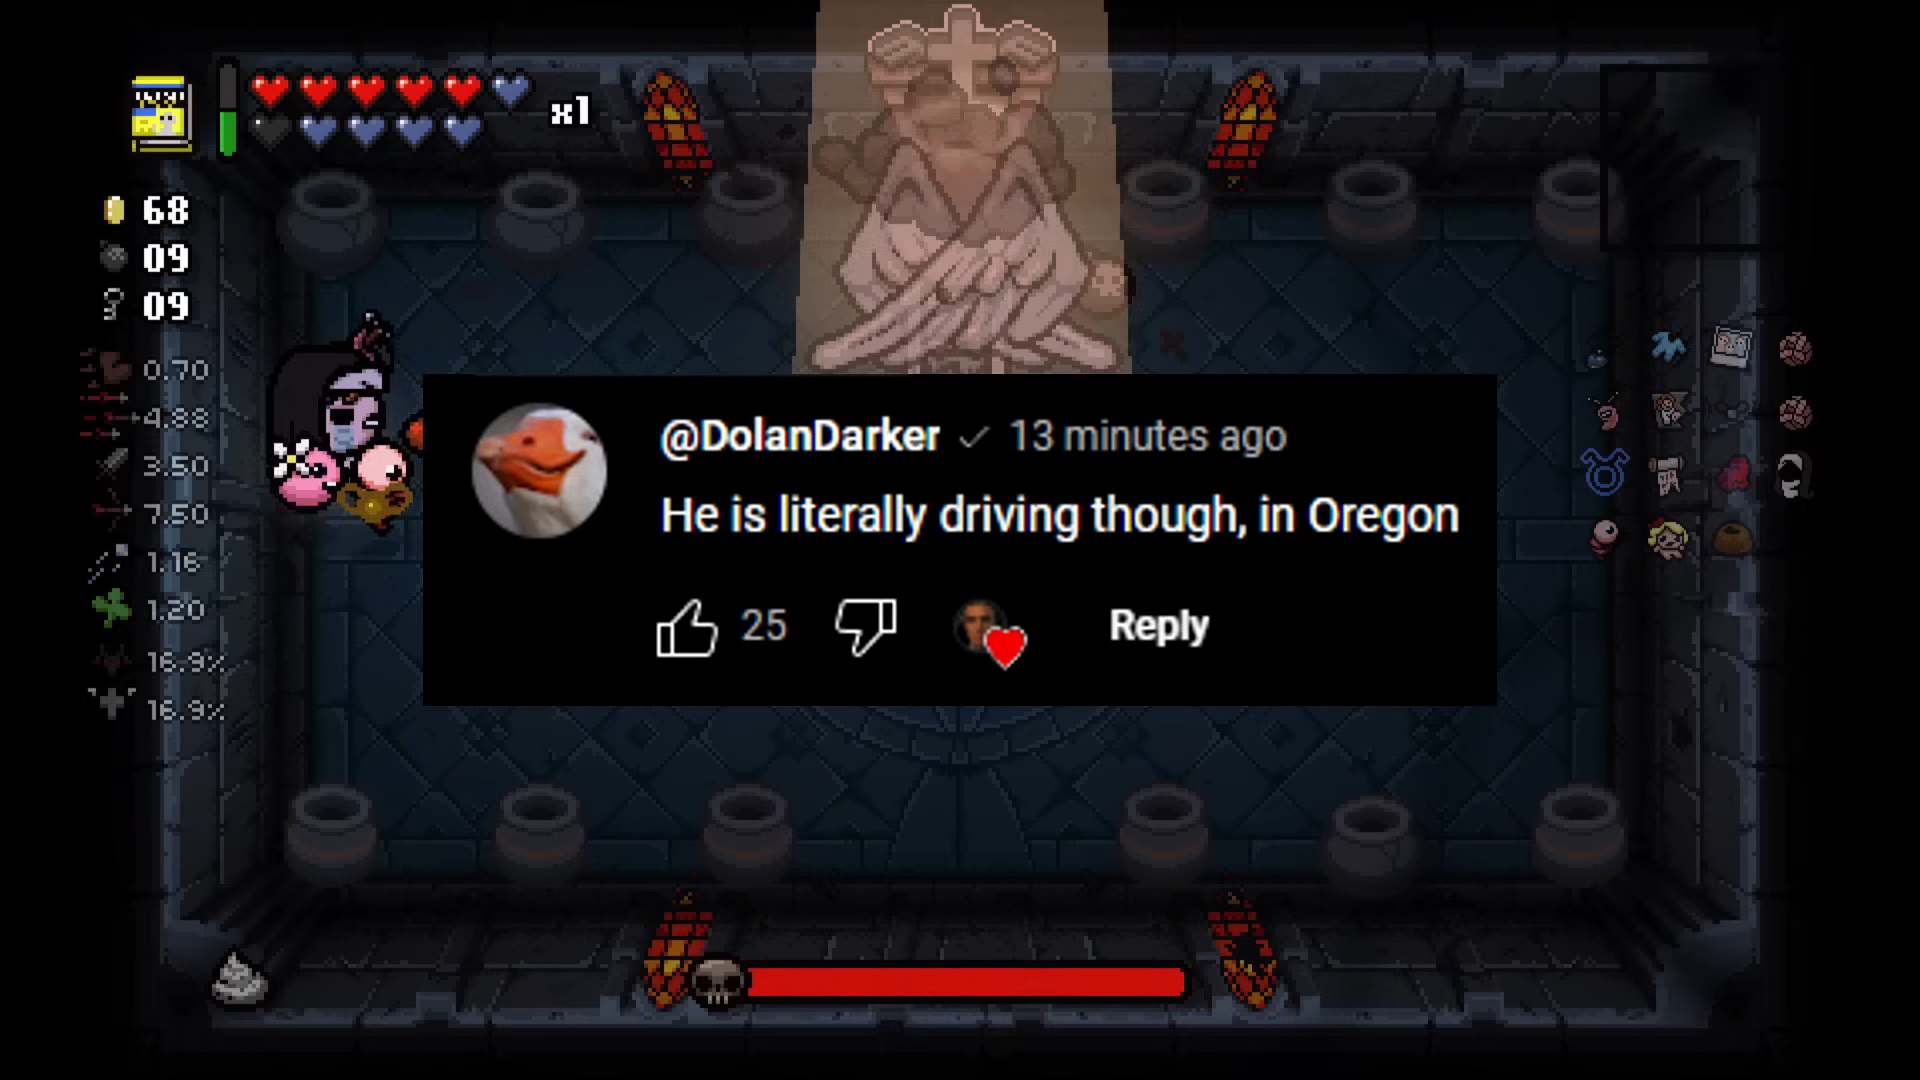 x1
68
09
09
0.70
+4.88
3.50
7.50
1.16
1.20
16.9%
16.9%
@DolanDarker 13 minutes ago
He is literally driving though, in Oregon
25 Reply